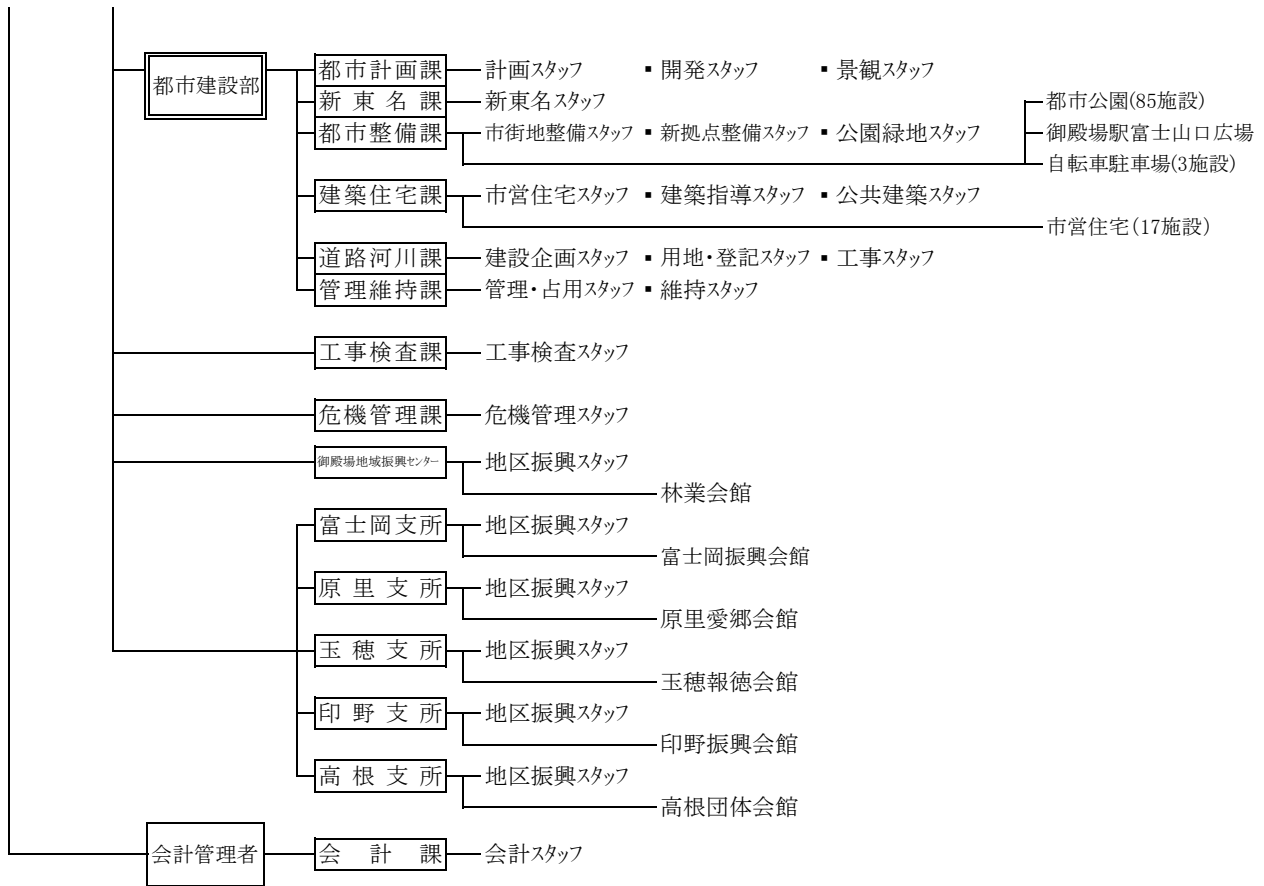 都市建設部 都市計画課 計画スタッフ ▪ 開発スタッフ ▪ 景観スタッフ
新東名課 新東名スタッフ
都市公園(85施設)
都市整備課 市街地整備スタッフ ▪ 新拠点整備スタッフ ▪ 公園緑地スタッフ 御殿場駅富士山口広場
自転車駐車場(3施設)
建築住宅課 市営住宅スタッフ ▪ 建築指導スタッフ ▪ 公共建築スタッフ
市営住宅(17施設)
道路河川課 建設企画スタッフ ▪ 用地・登記スタッフ ▪ 工事スタッフ
管理維持課 管理・占用スタッフ ▪ 維持スタッフ
工事検査課 工事検査スタッフ
危機管理課 危機管理スタッフ
御殿場地域振興センター 地区振興スタッフ
林業会館
富士岡支所 地区振興スタッフ
富士岡振興会館
原里支所 地区振興スタッフ
原里愛郷会館
玉穂支所 地区振興スタッフ
玉穂報徳会館
印野支所 地区振興スタッフ
印野振興会館
高根支所 地区振興スタッフ
高根団体会館
会計管理者 会計課 会計スタッフ